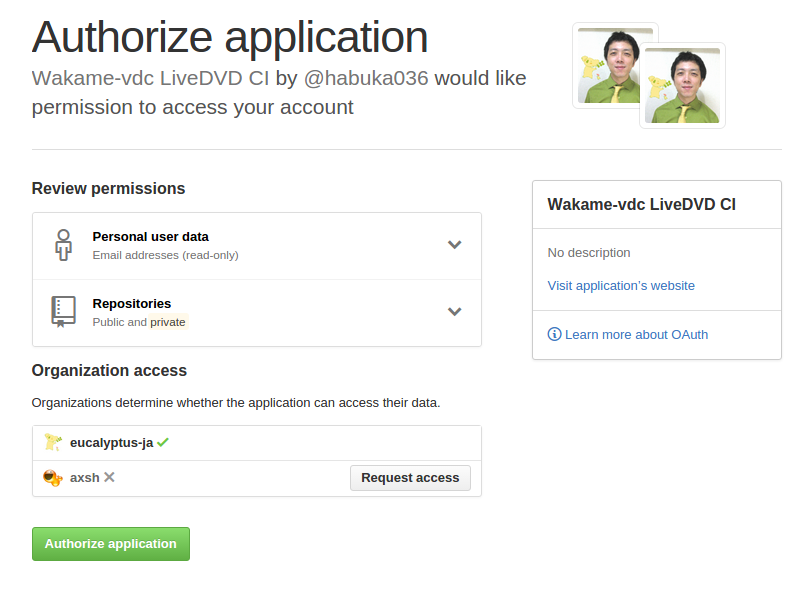 Authorize application
Wakame-vdc LiveDVD CI by @habuka036 would like
permission to access your account
Review permissions
Personal user data
Email addresses (read-only)
Repositories
Public and private
Organization access
Organizations determine whether the application can access their data.
eucalyptus-ja
axsh
Request access
Authorize application
Wakame-vdc LiveDVD CI
No description
Visit application's website
Learn more about OAuth